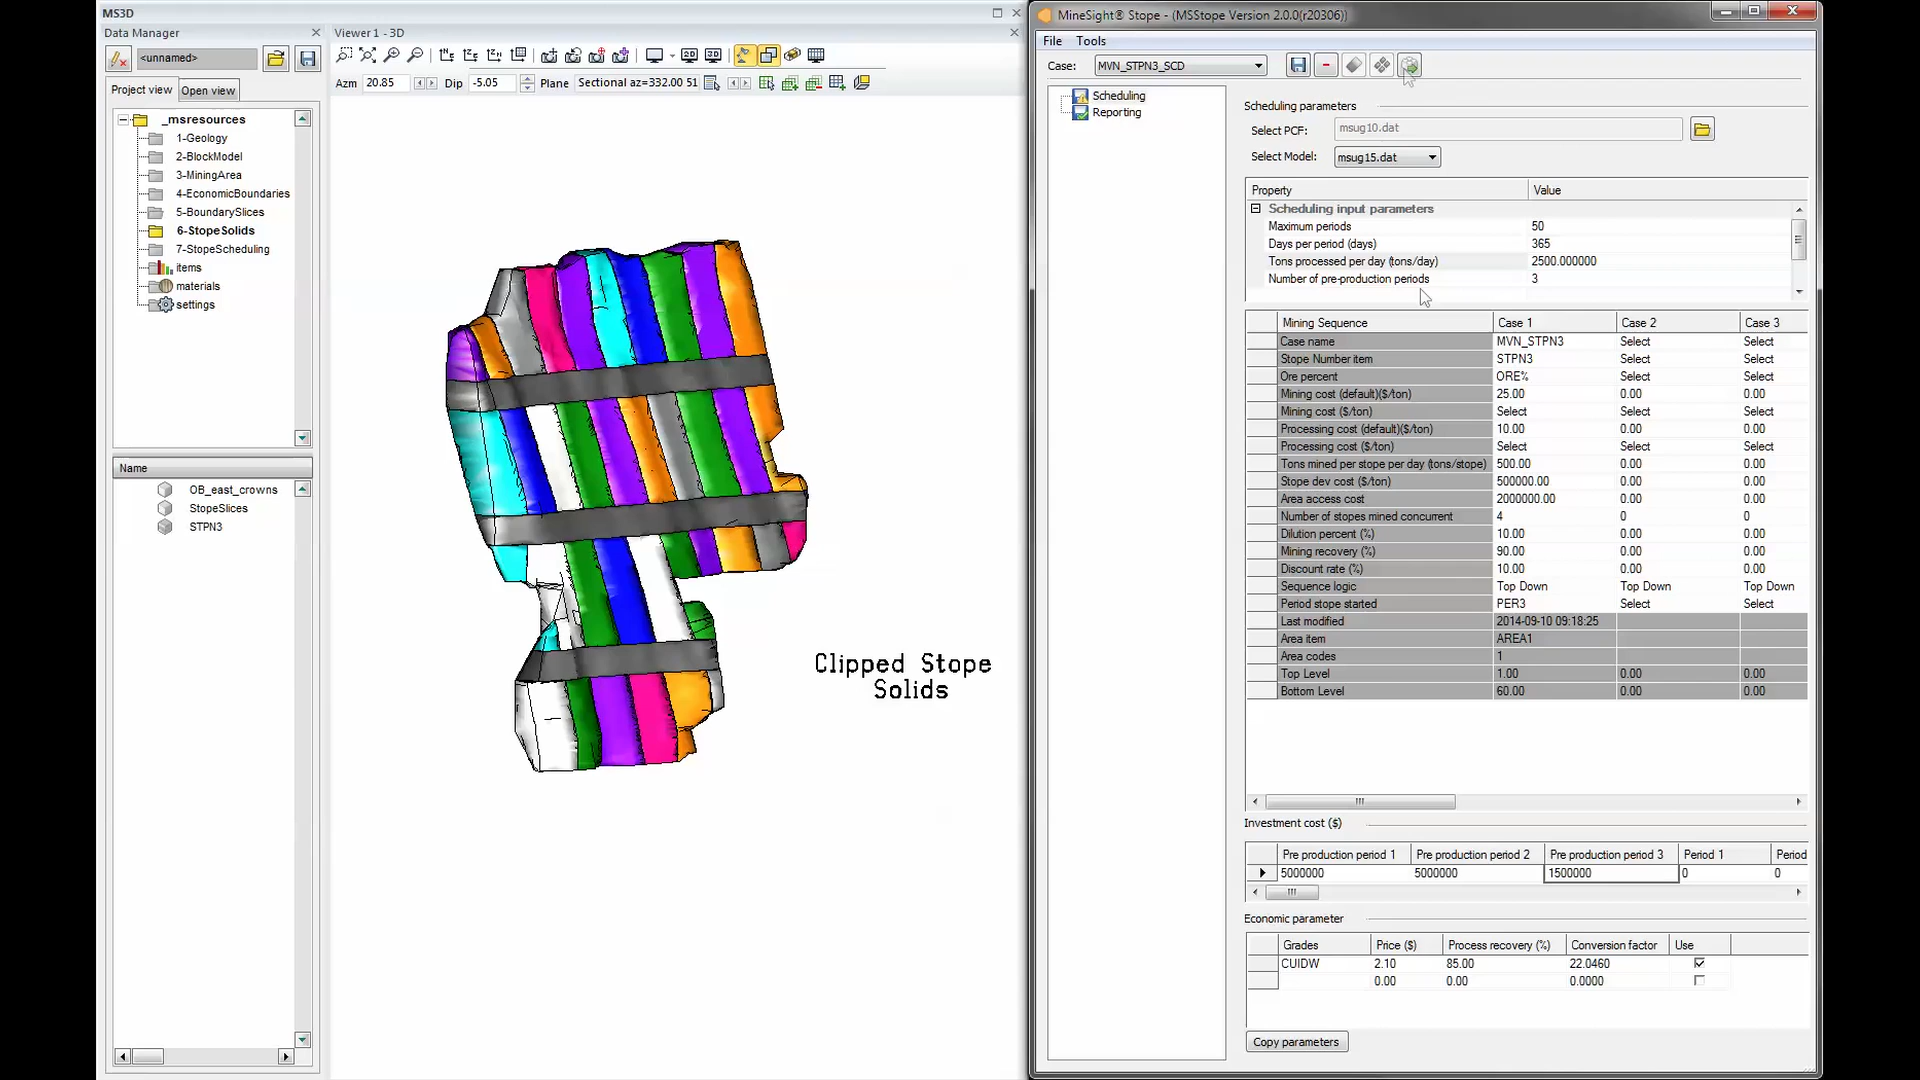 MS3D
Data Manager
<unnamed>
Project view
Open view
_msresources
1-Geology
2-BlockModel
3-MiningArea
4-EconomicBoundaries
5-BoundarySlices
6-StopeSolids
7-StopeScheduling
items
materials
settings
Name
OB_east_crowns
StopeSlices
STPN3
Viewer 1 - 3D
Azm 20.85 Dip -5.05 Plane Sectional az=332.00 51
Clipped Stope
Solids
MineSight® Stope - (MSStope Version 2.0.0(r20306))
File Tools
Case: MVN_STPN3_SCD
Scheduling
Reporting
Scheduling parameters
Select PCF: msug10.dat
Select Model: msug15.dat
Property Value
Scheduling input parameters
Maximum periods 50
Days per period (days) 365
Tons processed per day (tons/day) 2500.000000
Number of pre-production periods 3
Mining Sequence Case 1 Case 2 Case 3
Case name MVN_STPN3 Select Select
Stope Number item STPN3 Select Select
Ore percent ORE% Select Select
Mining cost (default)($/ton) 25.00 0.00 0.00
Mining cost ($/ton) Select Select Select
Processing cost (default)($/ton) 10.00 0.00 0.00
Processing cost ($/ton) Select Select Select
Tons mined per stope per day (tons/stope) 500.00 0.00 0.00
Stope dev cost ($/ton) 500000.00 0.00 0.00
Area access cost 2000000.00 0.00 0.00
Number of stopes mined concurrent 4 0 0
Dilution percent (%) 10.00 0.00 0.00
Mining recovery (%) 90.00 0.00 0.00
Discount rate (%) 10.00 0.00 0.00
Sequence logic Top Down Top Down Top Down
Period stope started PER3 Select Select
Last modified 2014-09-10 09:18:25
Area item AREA1
Area codes 1
Top Level 1.00 0.00 0.00
Bottom Level 60.00 0.00 0.00
Investment cost ($)
Pre production period 1 Pre production period 2 Pre production period 3 Period 1 Period
5000000 5000000 1500000 0 0
Economic parameter
Grades Price ($) Process recovery (%) Conversion factor Use
CUIDW 2.10 85.00 22.0460
0.00 0.00 0.0000
Copy parameters